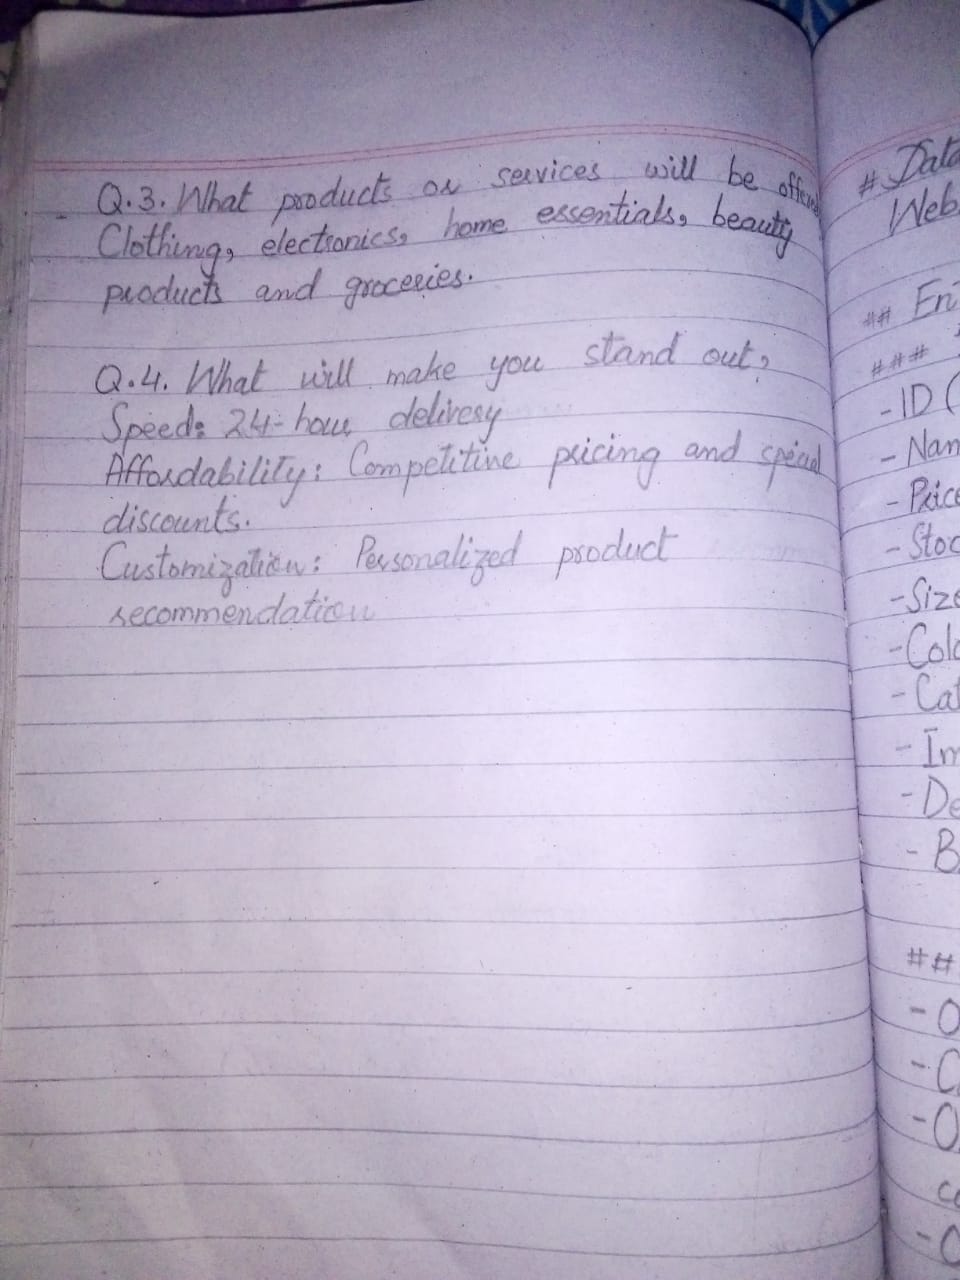 Q.3. What products or services will be offered
Clothing, electronics, home essentials, beauty
products and groceries.
Q.4. What will make you stand out,
Speed: 24-hour delivery
Affordability: Competitive pricing and special
discounts.
Customization: Personalized product
recommendation
# Data
Web
## En
###
- ID (
- Nam
- Price
- Stoc
- Size
- Colo
- Cat
- Im
- De
- B
##
- O
- C
- O
co
- O